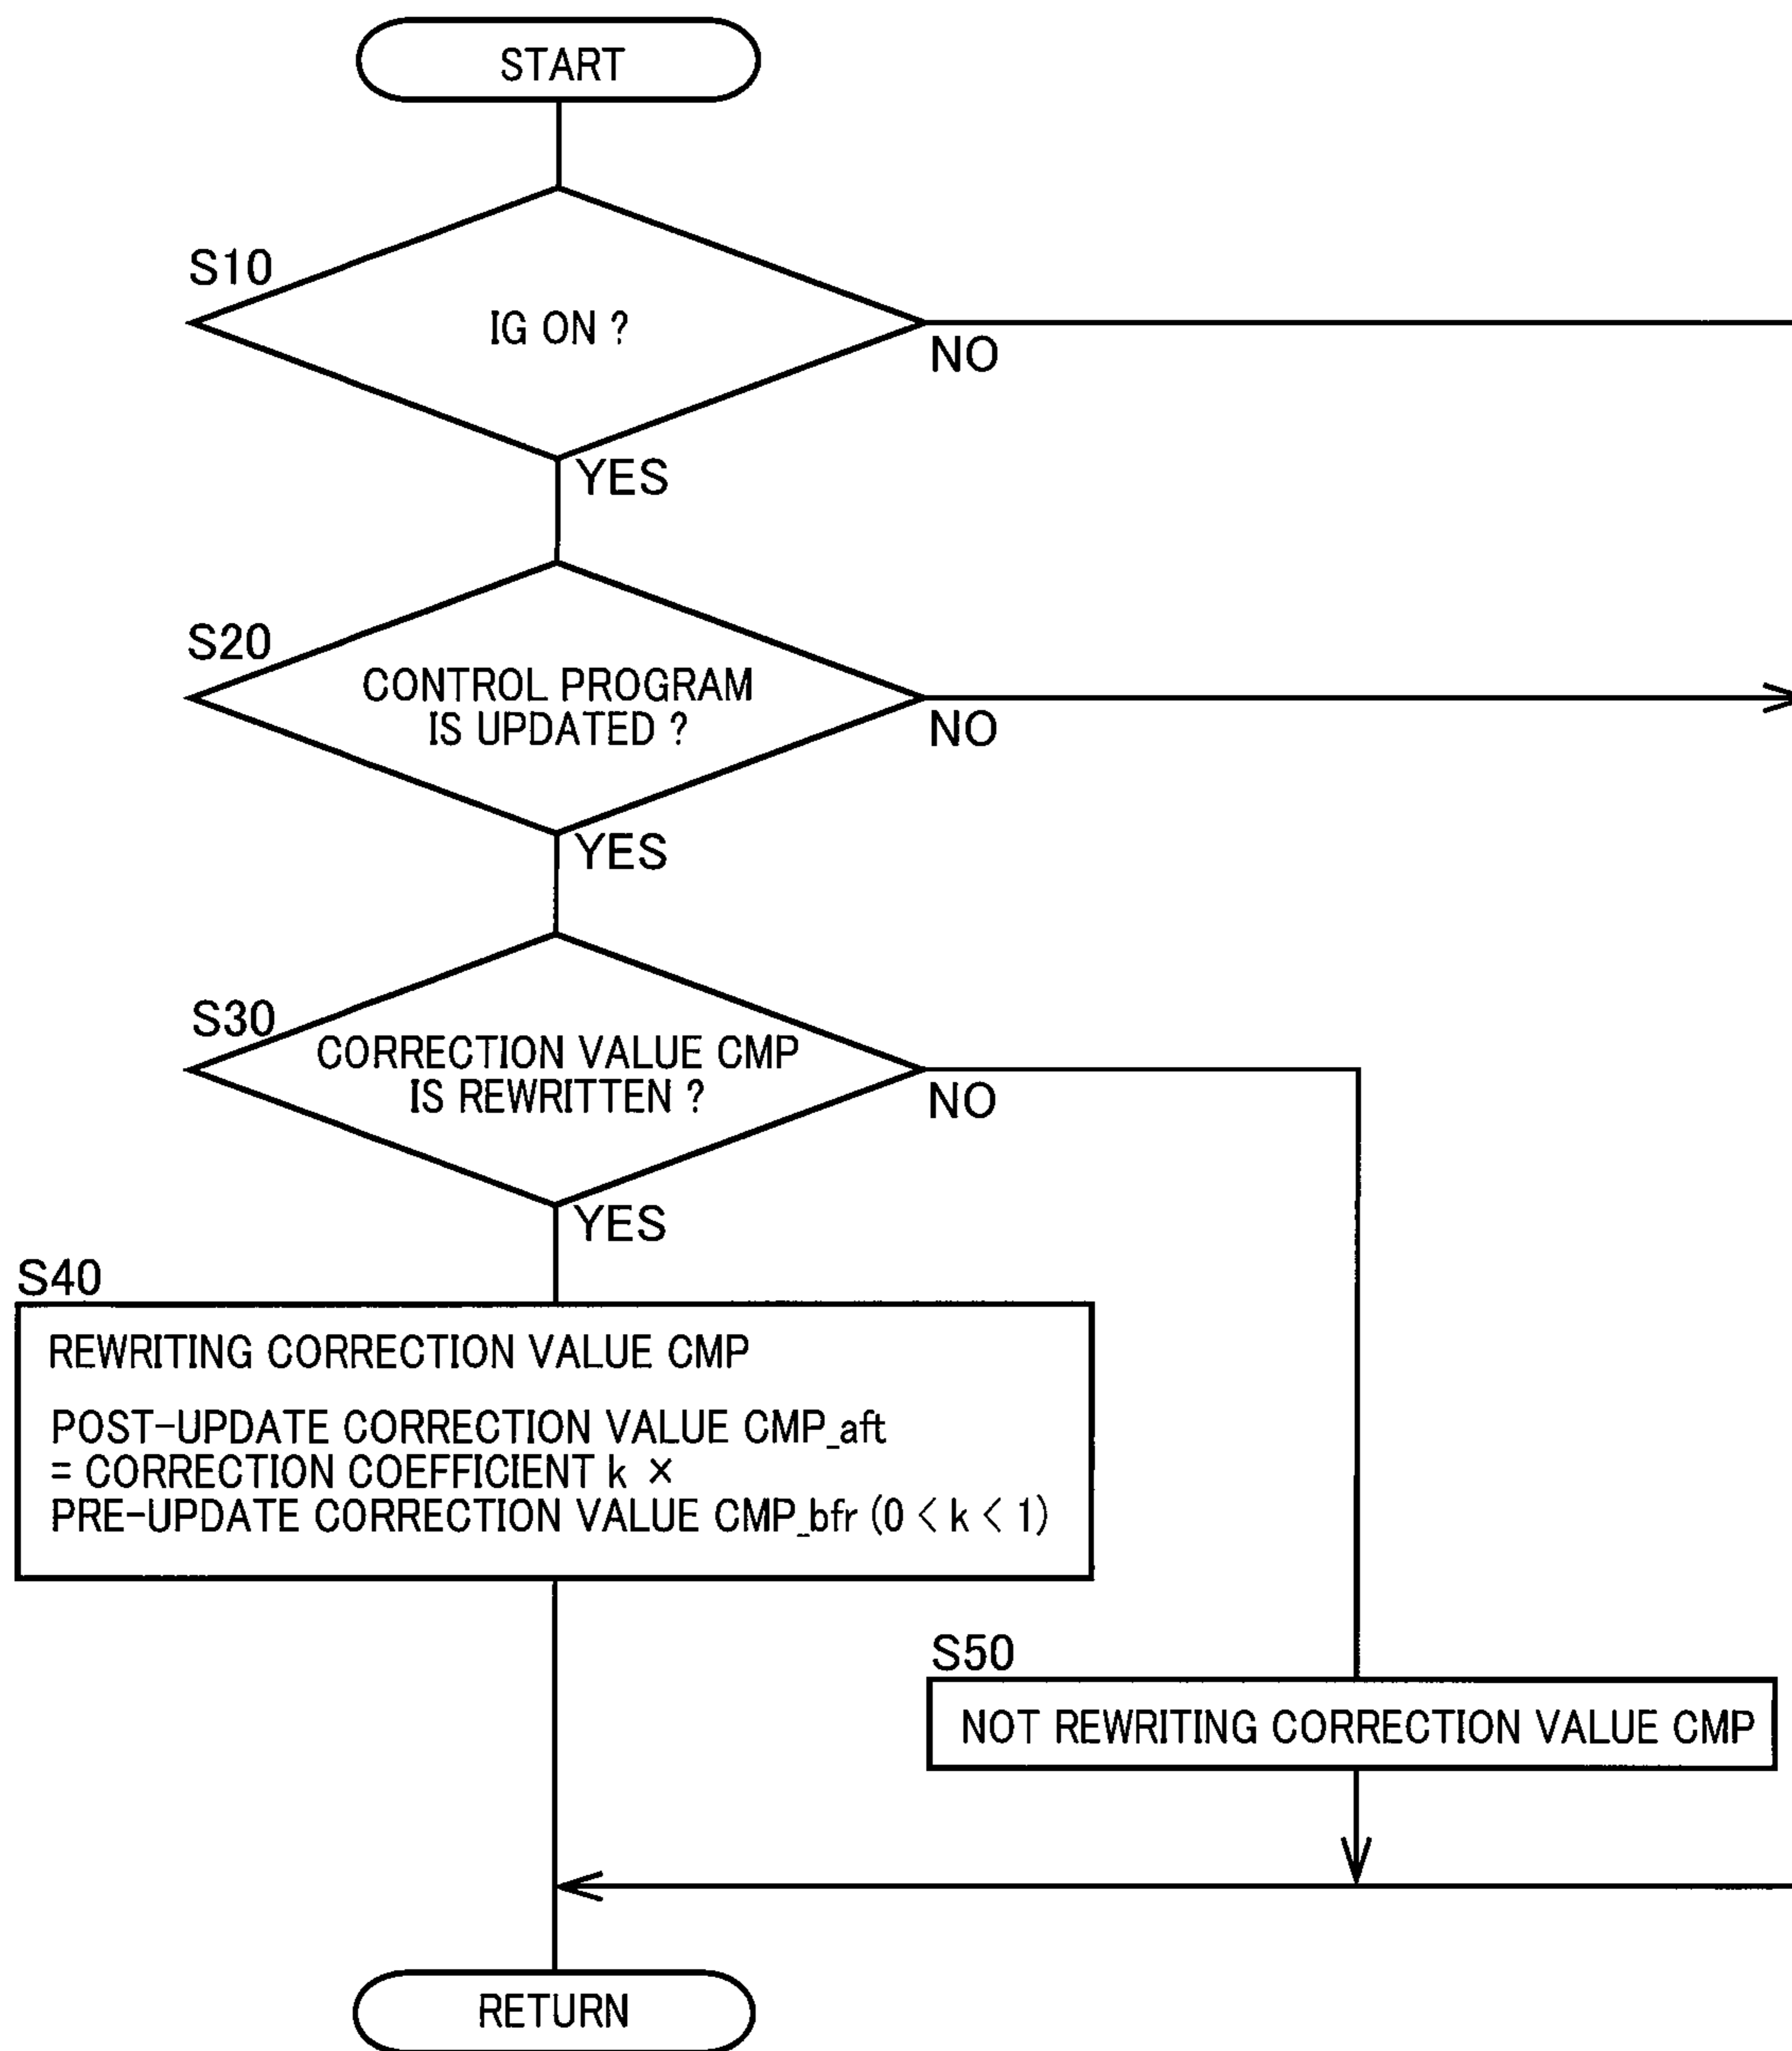 START
S10
IG ON ?
NO
YES
S20
CONTROL PROGRAM
IS UPDATED ?
NO
YES
S30
CORRECTION VALUE CMP
IS REWRITTEN ?
NO
YES
S40
REWRITING CORRECTION VALUE CMP
POST-UPDATE CORRECTION VALUE CMP_aft
= CORRECTION COEFFICIENT k ×
PRE-UPDATE CORRECTION VALUE CMP_bfr (0 < k < 1)
S50
NOT REWRITING CORRECTION VALUE CMP
RETURN